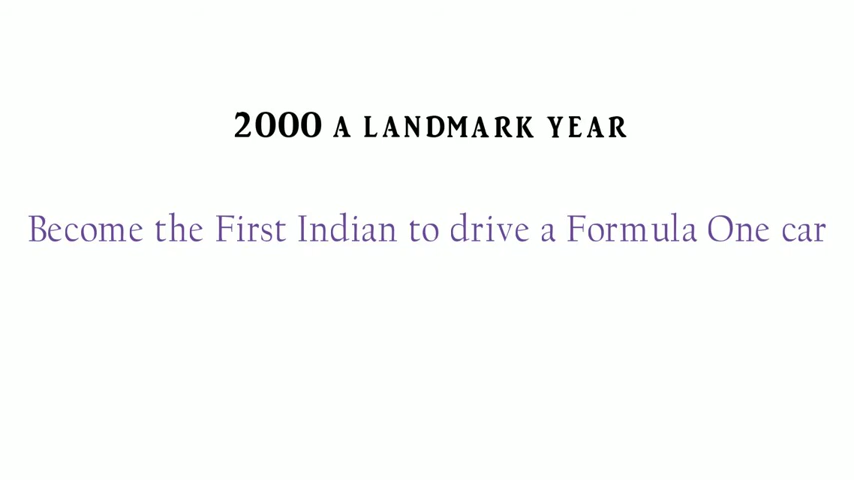 2000 A LANDMARK YEAR
Become the First Indian to drive a Formula One car